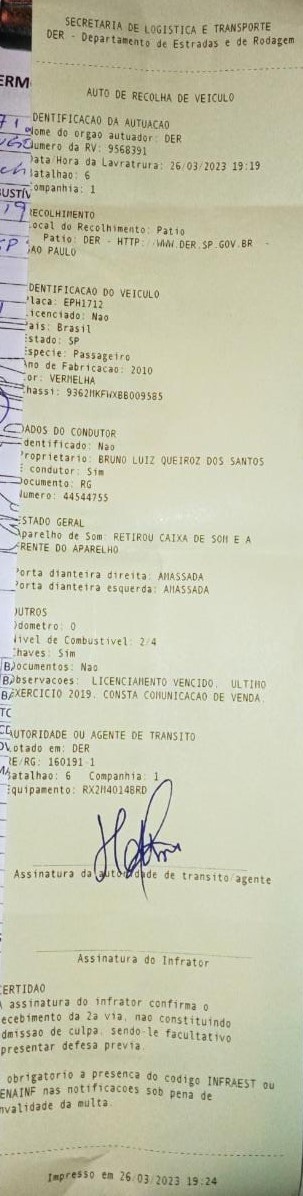 SECRETARIA DE LOGISTICA E TRANSPORTE
DER - Departamento de Estradas e de Rodagem
AUTO DE RECOLHA DE VEICULO
IDENTIFICACAO DA AUTUACAO
Nome do orgao autuador: DER
Numero da RV: 9568391
Data/Hora da Lavratrura: 26/03/2023 19:19
Batalhao: 6
Companhia: 1
RECOLHIMENTO
Local do Recolhimento: Patio
Patio: DER - HTTP://WWW.DER.SP.GOV.BR -
SAO PAULO
IDENTIFICACAO DO VEICULO
Placa: EPH1712
Licenciado: Nao
Pais: Brasil
Estado: SP
Especie: Passageiro
Ano de Fabricacao: 2010
Cor: VERMELHA
Chassi: 9362MKFWXBB009585
DADOS DO CONDUTOR
Identificado: Nao
Proprietario: BRUNO LUIZ QUEIROZ DOS SANTOS
E condutor: Sim
Documento: RG
Numero: 44544755
ESTADO GERAL
Aparelho de Som: RETIROU CAIXA DE SOM E A
FRENTE DO APARELHO
Porta dianteira direita: AMASSADA
Porta dianteira esquerda: AMASSADA
OUTROS
Odometro: 0
Nivel de Combustivel: 2/4
Chaves: Sim
Documentos: Nao
Observacoes: LICENCIAMENTO VENCIDO. ULTIMO
EXERCICIO 2019. CONSTA COMUNICACAO DE VENDA.
AUTORIDADE OU AGENTE DE TRANSITO
Lotado em: DER
RE/RG: 160191-1
Batalhao: 6 Companhia: 1
Equipamento: RX2M4014BRD
Assinatura da autoridade de transito/agente
Assinatura do Infrator
CERTIDAO
A assinatura do infrator confirma o
recebimento da 2a via, nao constituindo
admissao de culpa, sendo-le facultativo
apresentar defesa previa.
obrigatorio a presenca do codigo INFRAEST ou
RENAINF nas notificacoes sob pena de
invalidade da multa.
Impresso em 26/03/2023 19:24